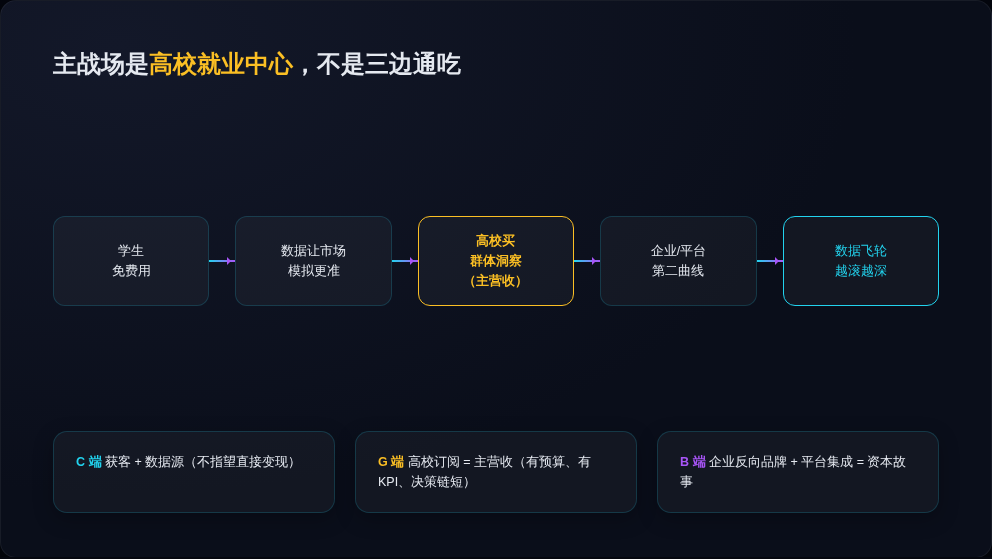 主战场是高校就业中心，不是三边通吃
学生
免费用
数据让市场
模拟更准
高校买
群体洞察
（主营收）
企业/平台
第二曲线
数据飞轮
越滚越深
C 端 获客 + 数据源（不指望直接变现）
G 端 高校订阅 = 主营收（有预算、有
KPI、决策链短）
B 端 企业反向品牌 + 平台集成 = 资本故
事